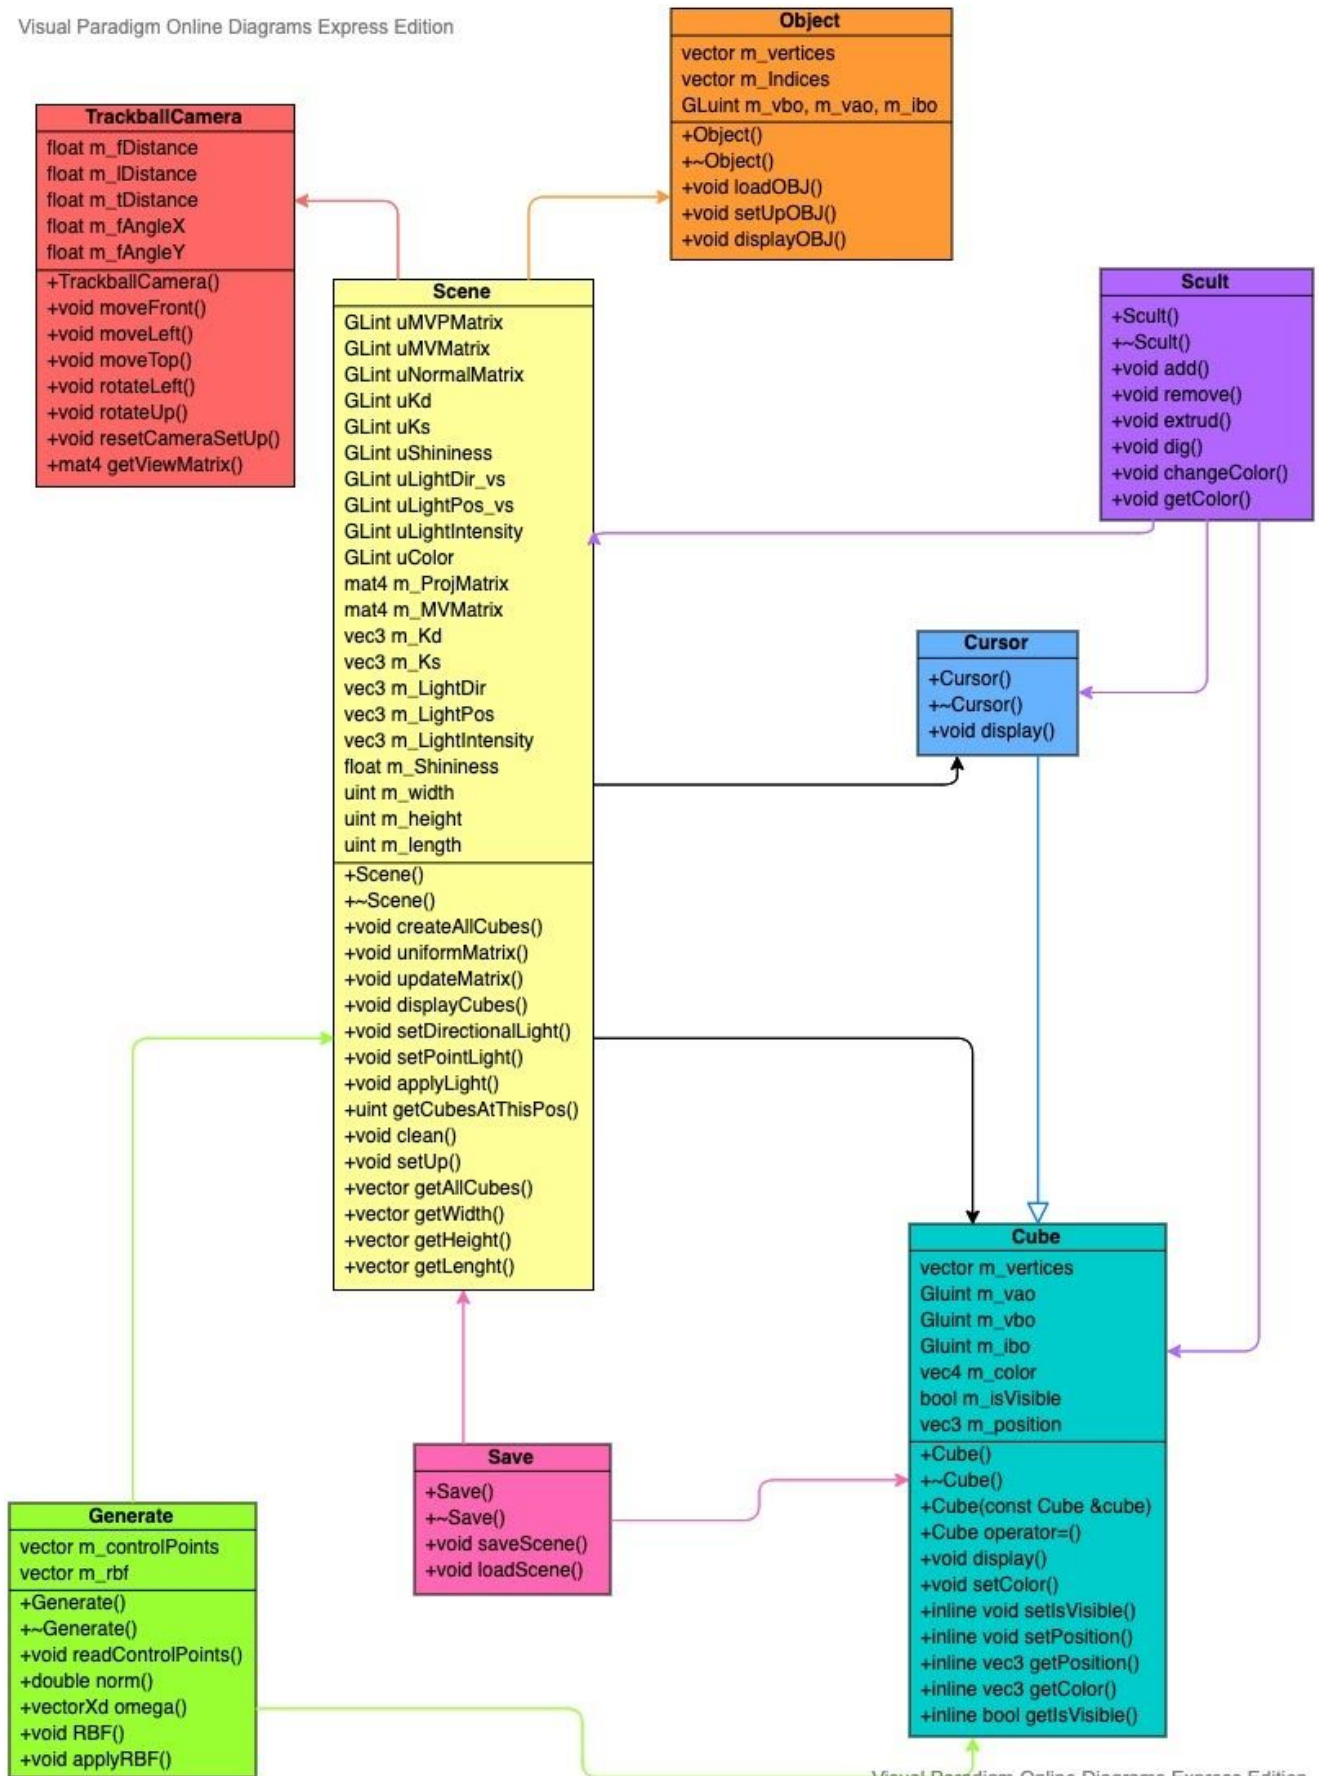 Visual Paradigm Online Diagrams Express Edition
Object
vector m_vertices
vector m_Indices
GLuint m_vbo, m_vao, m_ibo
+Object()
+~Object()
+void loadOBJ()
+void setUpOBJ()
+void displayOBJ()
TrackballCamera
float m_fDistance
float m_lDistance
float m_tDistance
float m_fAngleX
float m_fAngleY
+TrackballCamera()
+void moveFront()
+void moveLeft()
+void moveTop()
+void rotateLeft()
+void rotateUp()
+void resetCameraSetUp()
+mat4 getViewMatrix()
Scene
GLint uMVPMatrix
GLint uMVMatrix
GLint uNormalMatrix
GLint uKd
GLint uKs
GLint uShininess
GLint uLightDir_vs
GLint uLightPos_vs
GLint uLightIntensity
GLint uColor
mat4 m_ProjMatrix
mat4 m_MVMatrix
vec3 m_Kd
vec3 m_Ks
vec3 m_LightDir
vec3 m_LightPos
vec3 m_LightIntensity
float m_Shininess
uint m_width
uint m_height
uint m_length
+Scene()
+~Scene()
+void createAllCubes()
+void uniformMatrix()
+void updateMatrix()
+void displayCubes()
+void setDirectionalLight()
+void setPointLight()
+void applyLight()
+uint getCubesAtThisPos()
+void clean()
+void setUp()
+vector getAllCubes()
+vector getWidth()
+vector getHeight()
+vector getLenght()
Scult
+Scult()
+~Scult()
+void add()
+void remove()
+void extrud()
+void dig()
+void changeColor()
+void getColor()
Cursor
+Cursor()
+~Cursor()
+void display()
Cube
vector m_vertices
Gluint m_vao
Gluint m_vbo
Gluint m_ibo
vec4 m_color
bool m_isVisible
vec3 m_position
+Cube()
+~Cube()
+Cube(const Cube &cube)
+Cube operator=()
+void display()
+void setColor()
+inline void setIsVisible()
+inline void setPosition()
+inline vec3 getPosition()
+inline vec3 getColor()
+inline bool getIsVisible()
Save
+Save()
+~Save()
+void saveScene()
+void loadScene()
Generate
vector m_controlPoints
vector m_rbf
+Generate()
+~Generate()
+void readControlPoints()
+double norm()
+vectorXd omega()
+void RBF()
+void applyRBF()
Visual Paradigm Online Diagrams Express Edition